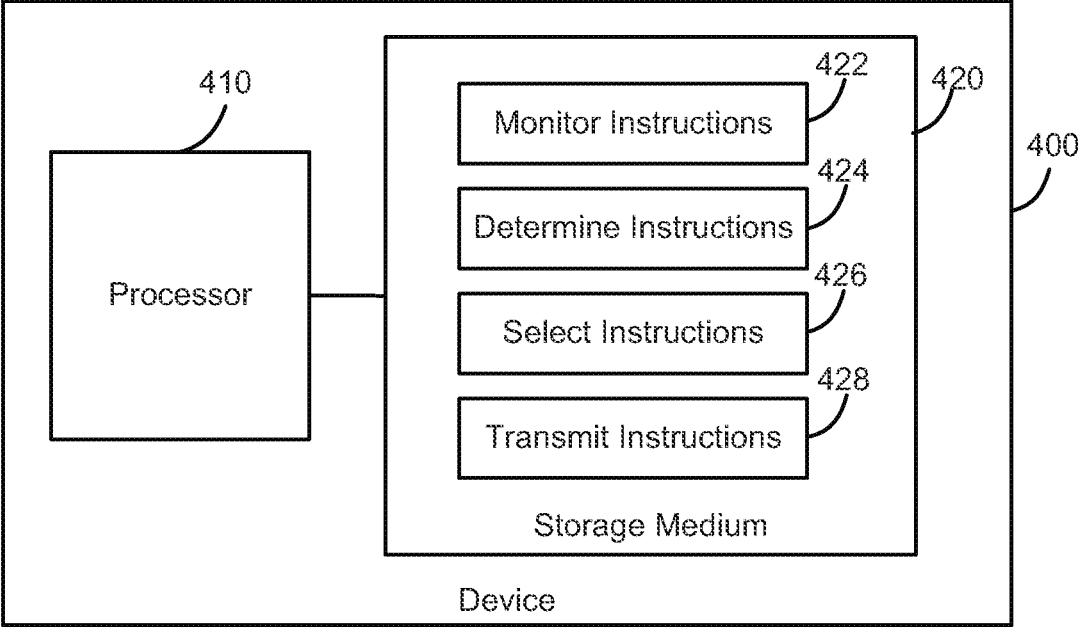 410
Processor
422
Monitor Instructions
424
Determine Instructions
426
Select Instructions
428
Transmit Instructions
Storage Medium
420
400
Device